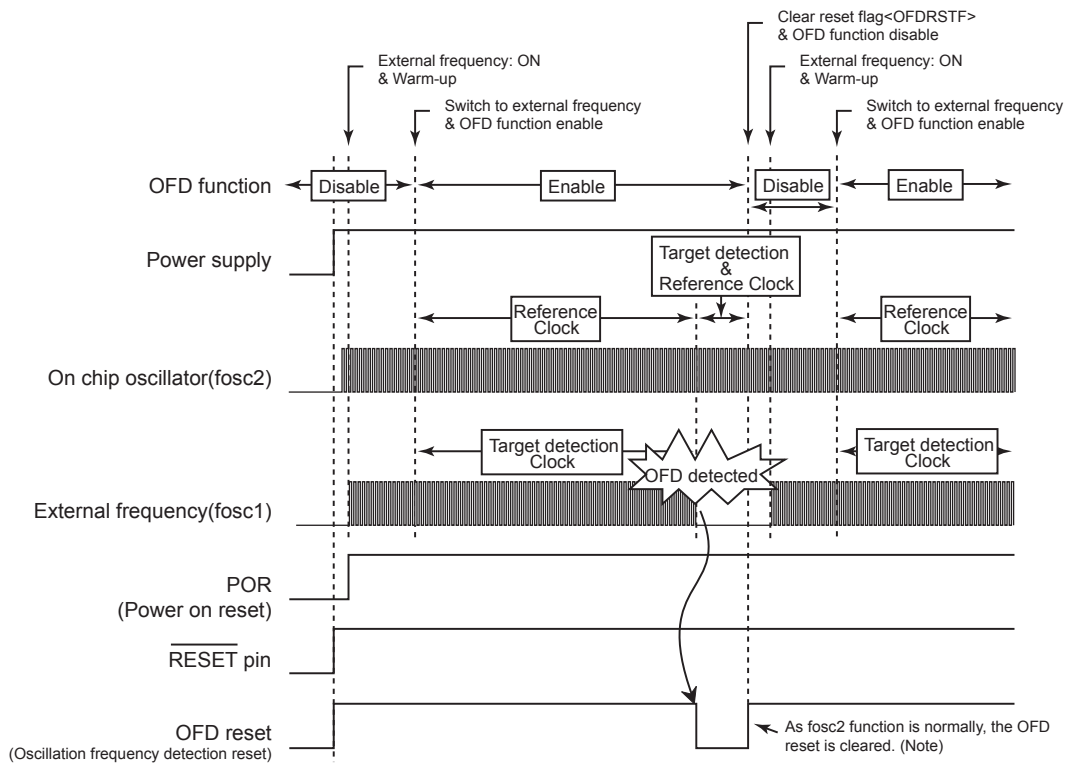 Clear reset flag<OFDRSTF>
& OFD function disable
External frequency: ON
& Warm-up
External frequency: ON
& Warm-up
Switch to external frequency
& OFD function enable
Switch to external frequency
& OFD function enable
OFD function
Disable
Enable
Disable
Enable
Power supply
Target detection
&
Reference Clock
Reference
Clock
Reference
Clock
On chip oscillator(fosc2)
Target detection
Clock
OFD detected
Target detection
Clock
External frequency(fosc1)
POR
(Power on reset)
RESET pin
OFD reset
(Oscillation frequency detection reset)
As fosc2 function is normally, the OFD
reset is cleared. (Note)